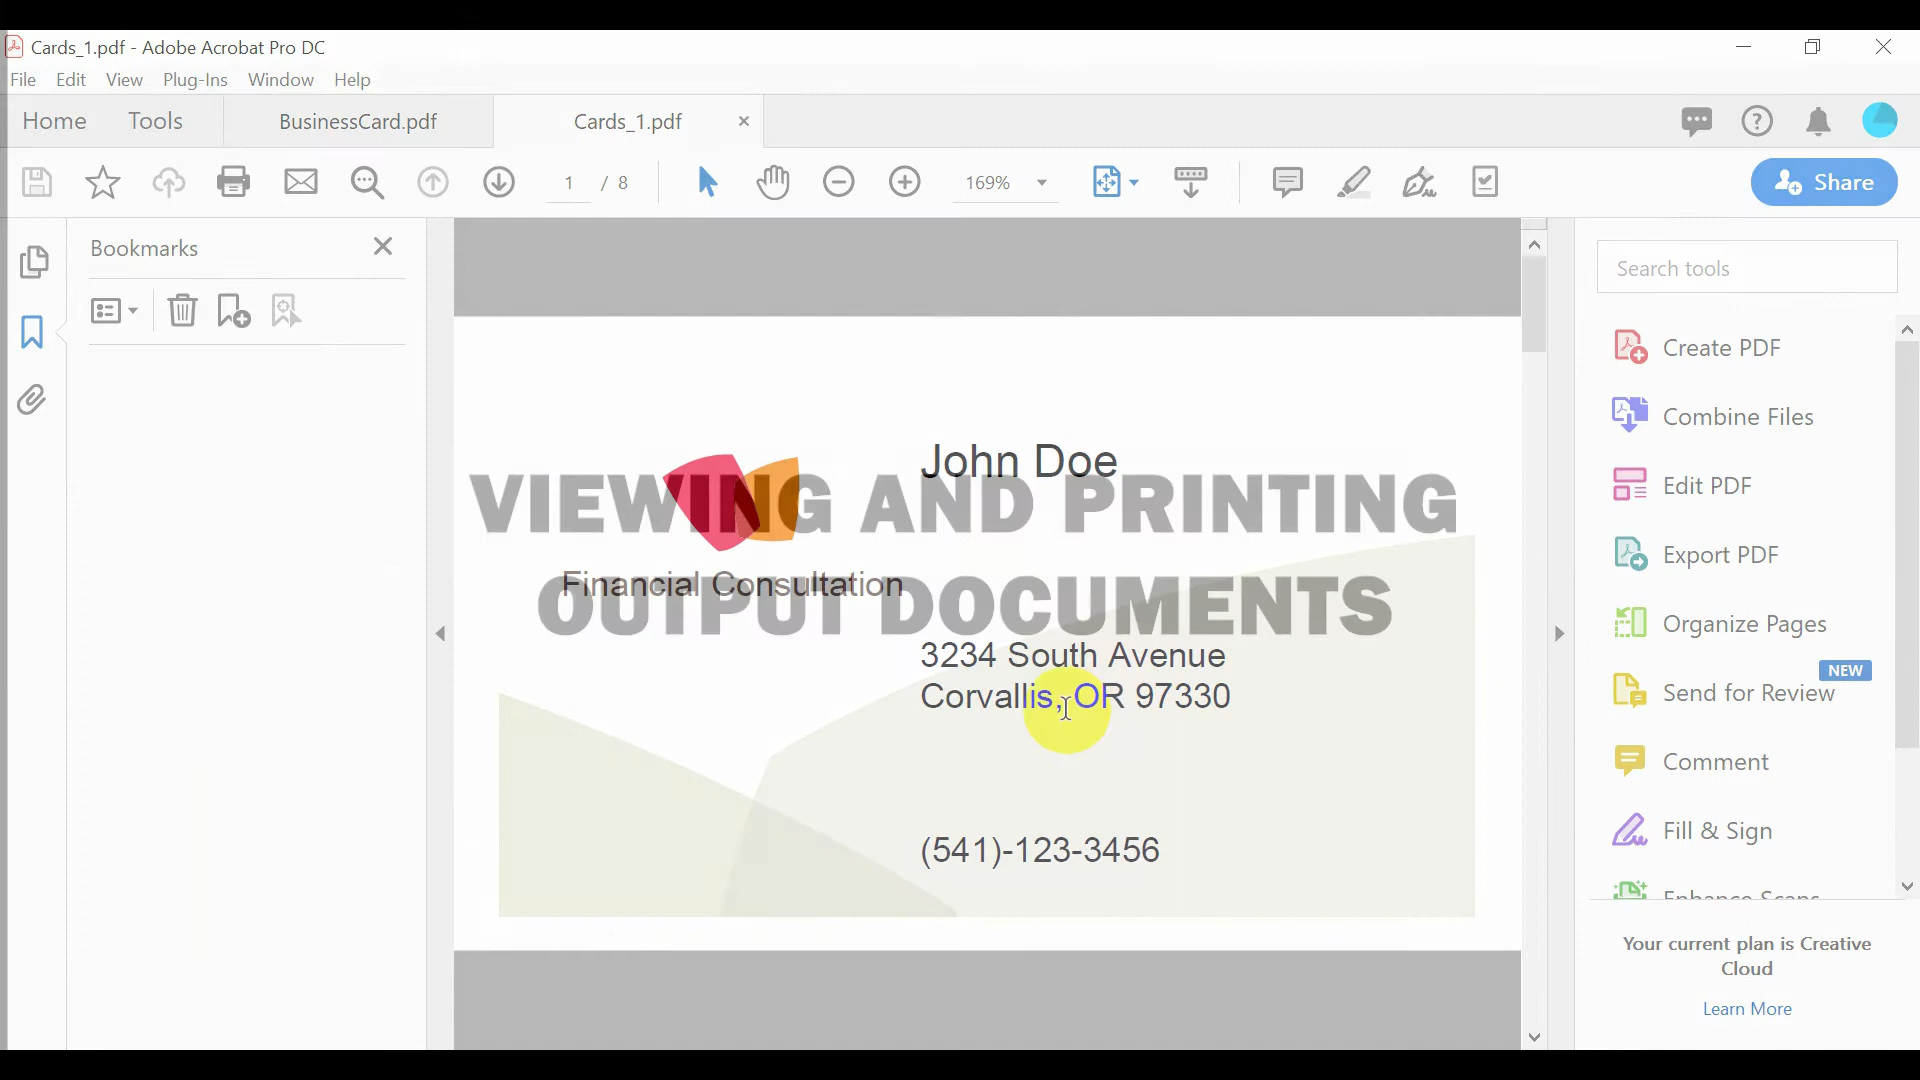 Cards_1.pdf - Adobe Acrobat Pro DC
File Edit View Plug-Ins Window Help
Home Tools BusinessCard.pdf Cards_1.pdf ×
1 / 8 169% Share
Bookmarks
Search tools
Create PDF
Combine Files
Edit PDF
Export PDF
Organize Pages
NEW
Send for Review
Comment
Fill & Sign
Enhance Scans
Your current plan is Creative
Cloud
Learn More
John Doe
VIEWING AND PRINTING
Financial Consultation
OUTPUT DOCUMENTS
3234 South Avenue
Corvallis, OR 97330
(541)-123-3456